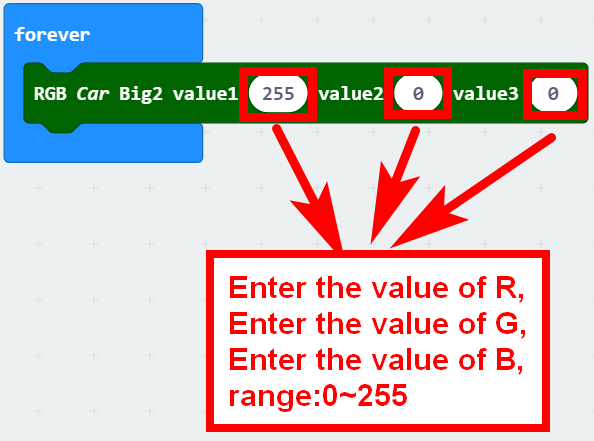 forever
RGB Car Big2 value1 255 value2 0 value3 0
Enter the value of R,
Enter the value of G,
Enter the value of B,
range:0~255